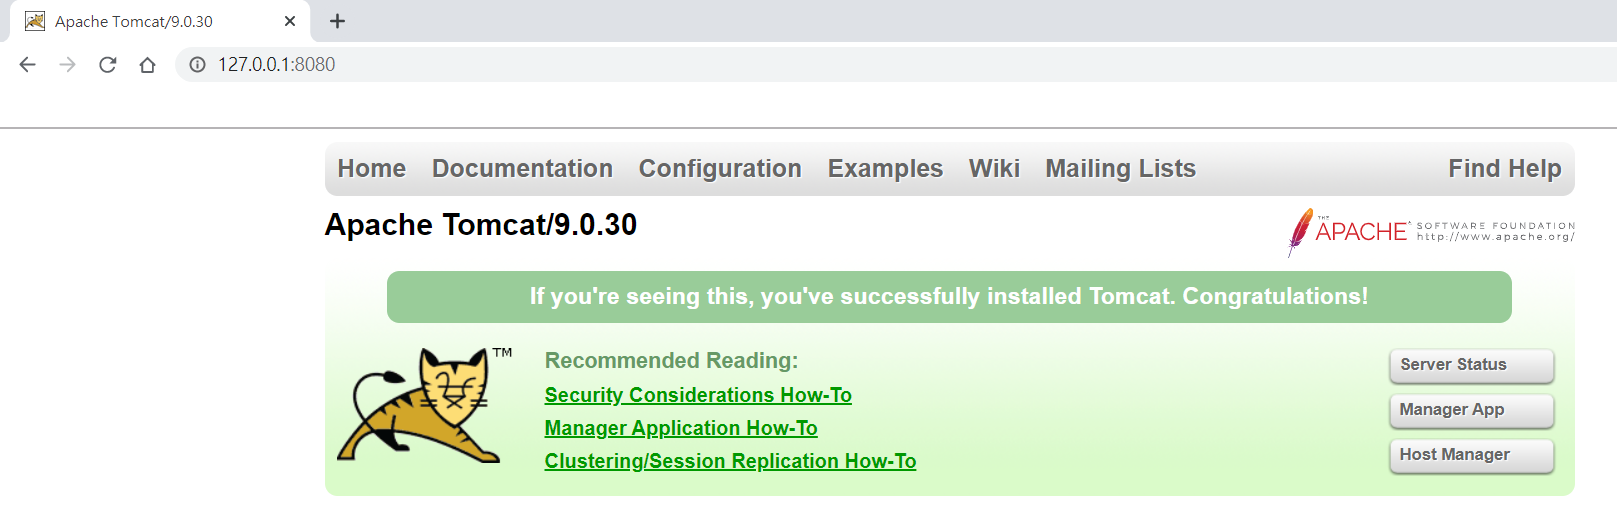 Apache Tomcat/9.0.30
127.0.0.1:8080
Home Documentation Configuration Examples Wiki Mailing Lists Find Help
Apache Tomcat/9.0.30
THE APACHE SOFTWARE FOUNDATION
http://www.apache.org/
If you're seeing this, you've successfully installed Tomcat. Congratulations!
TM
Recommended Reading:
Security Considerations How-To
Manager Application How-To
Clustering/Session Replication How-To
Server Status
Manager App
Host Manager